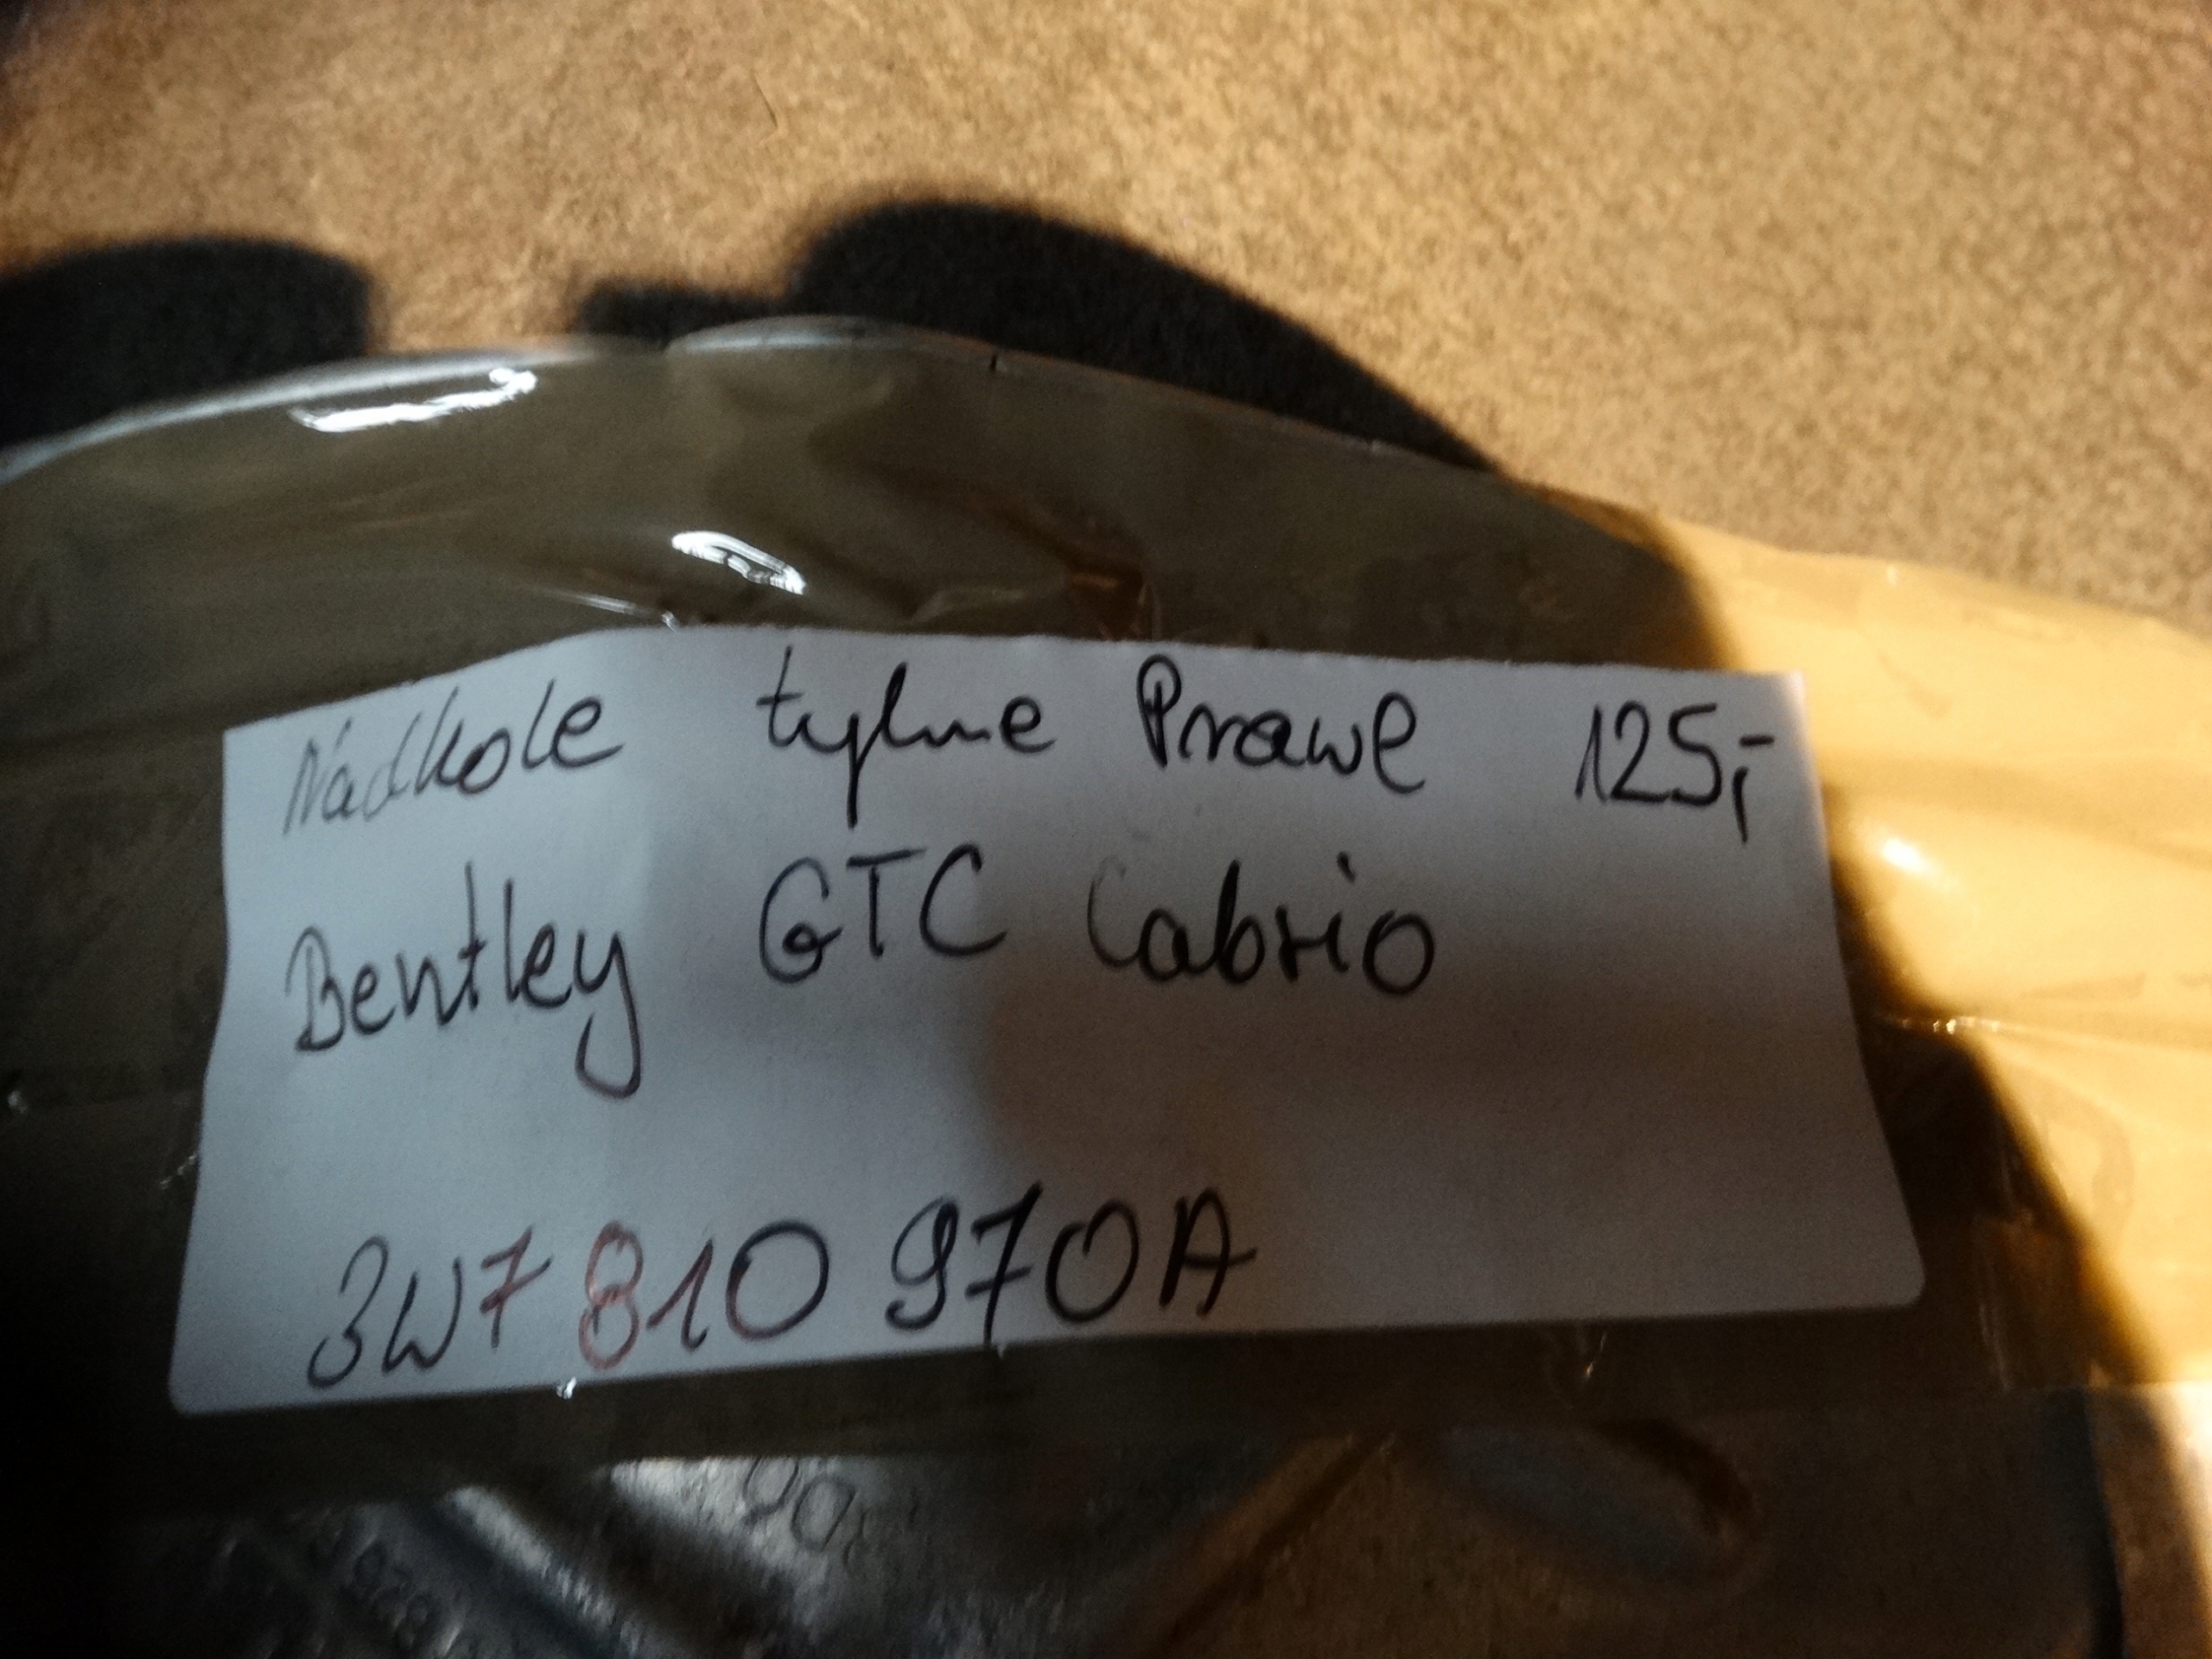 Nadkole tylne Prawe 125,-
Bentley GTC Cabrio
3W7 810 970A